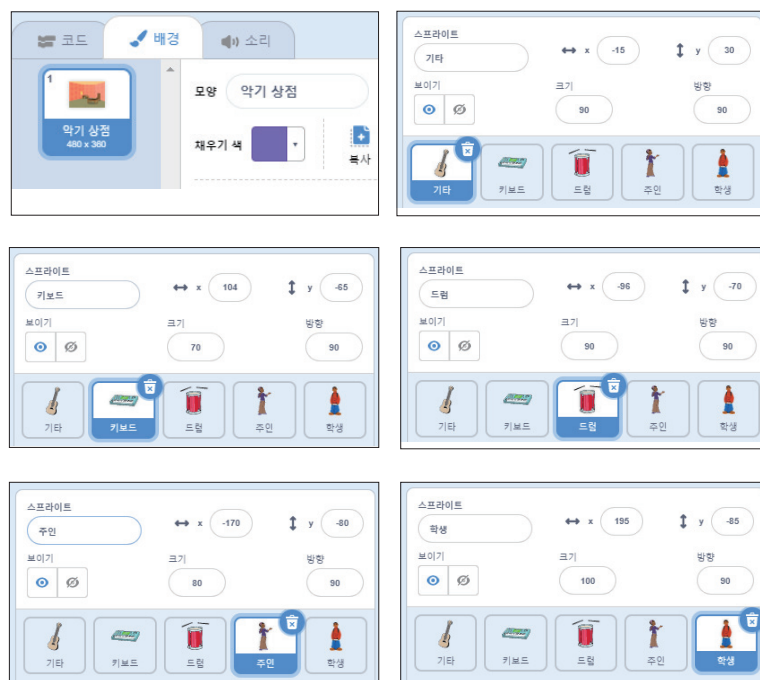 코드 배경 소리
1
악기 상점
480 x 360
모양 악기 상점
채우기 색
복사
스프라이트
기타 x -15 y 30
보이기 크기 방향
90 90
기타 키보드 드럼 주인 학생
스프라이트
키보드 x 104 y -65
보이기 크기 방향
70 90
기타 키보드 드럼 주인 학생
스프라이트
드럼 x -96 y -70
보이기 크기 방향
90 90
기타 키보드 드럼 주인 학생
스프라이트
주인 x -170 y -80
보이기 크기 방향
80 90
기타 키보드 드럼 주인 학생
스프라이트
학생 x 195 y -85
보이기 크기 방향
100 90
기타 키보드 드럼 주인 학생